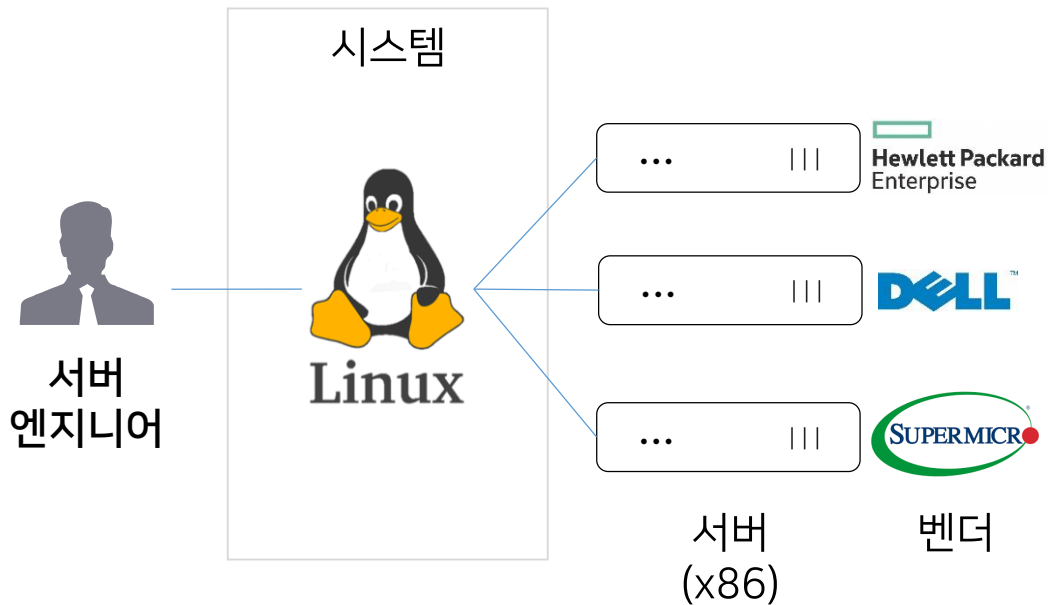 시스템
Linux
서버
엔지니어
Hewlett Packard
Enterprise
DELL™
SUPERMICRO®
서버
(x86)
벤더